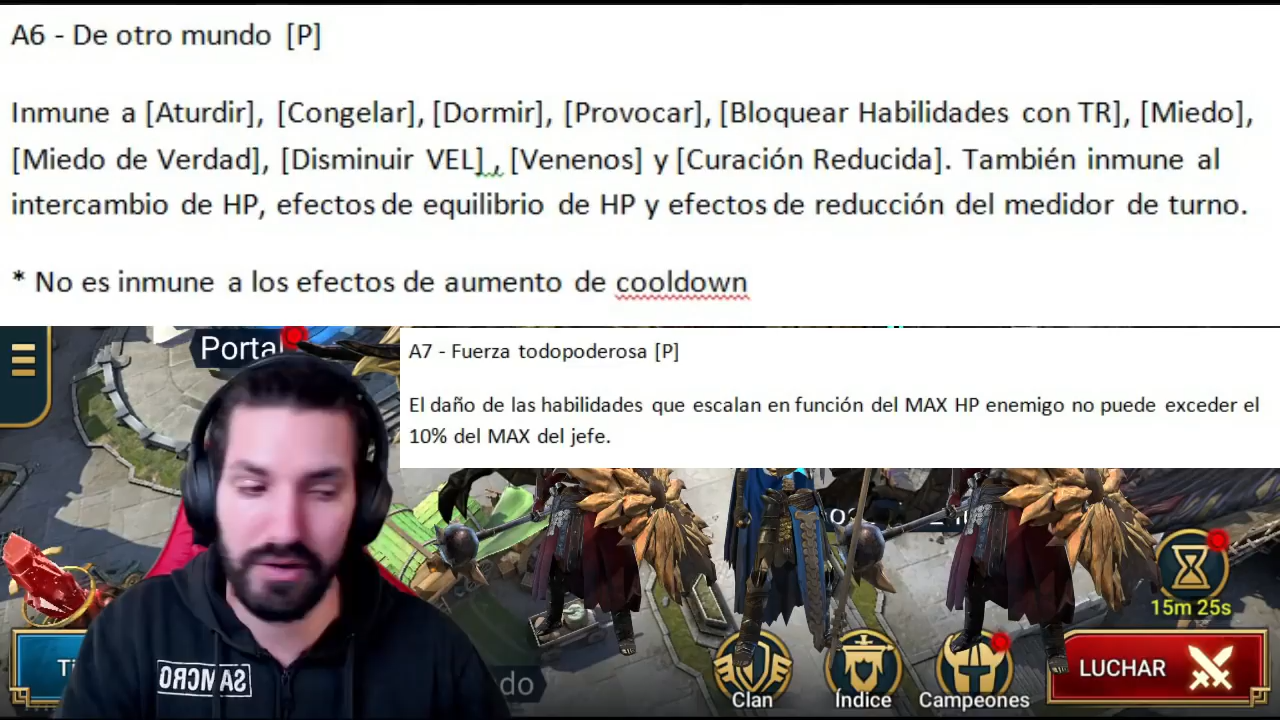 A6 - De otro mundo [P]
Inmune a [Aturdir], [Congelar], [Dormir], [Provocar], [Bloquear Habilidades con TR], [Miedo],
[Miedo de Verdad], [Disminuir VEL] , [Venenos] y [Curación Reducida]. También inmune al
intercambio de HP, efectos de equilibrio de HP y efectos de reducción del medidor de turno.
* No es inmune a los efectos de aumento de cooldown
Portal
A7 - Fuerza todopoderosa [P]
El daño de las habilidades que escalan en función del MAX HP enemigo no puede exceder el
10% del MAX del jefe.
15m 25s
SAMCRO
Clan
Índice
Campeones
LUCHAR